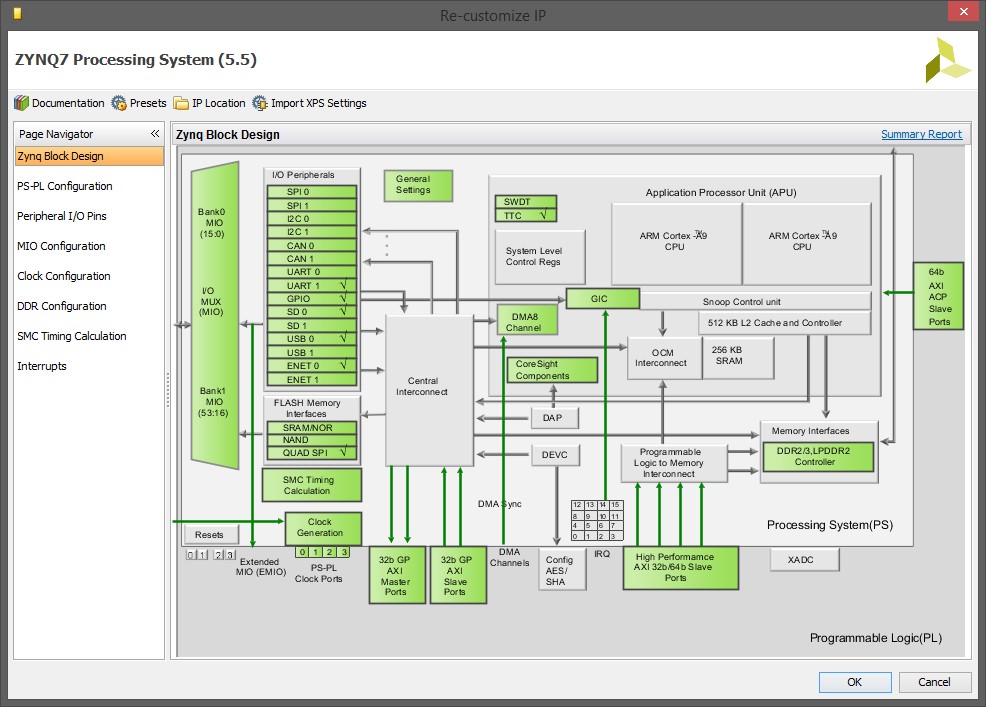 Re-customize IP
ZYNQ7 Processing System (5.5)
Documentation Presets IP Location Import XPS Settings
Page Navigator
Zynq Block Design
PS-PL Configuration
Peripheral I/O Pins
MIO Configuration
Clock Configuration
DDR Configuration
SMC Timing Calculation
Interrupts
Zynq Block Design
Summary Report
Bank0
MIO
(15:0)
I/O
MUX
(MIO)
Bank1
MIO
(53:16)
I/O Peripherals
SPI 0
SPI 1
I2C 0
I2C 1
CAN 0
CAN 1
UART 0
UART 1
GPIO
SD 0
SD 1
USB 0
USB 1
ENET 0
ENET 1
FLASH Memory
Interfaces
SRAM/NOR
NAND
QUAD SPI
SMC Timing
Calculation
General
Settings
Application Processor Unit (APU)
SWDT
TTC
System Level
Control Regs
ARM Cortex -A9
CPU
ARM Cortex -A9
CPU
GIC
Snoop Control unit
DMA8
Channel
512 KB L2 Cache and Controller
CoreSight
Components
OCM
Interconnect
256 KB
SRAM
64b
AXI
ACP
Slave
Ports
Central
Interconnect
DAP
DEVC
Programmable
Logic to Memory
Interconnect
Memory Interfaces
DDR2/3,LPDDR2
Controller
DMA Sync
12 13 14 15
8 9 10 11
4 5 6 7
0 1 2 3
IRQ
Processing System(PS)
Resets
0 1 2 3
Clock
Generation
0 1 2 3
Extended
MIO (EMIO)
PS-PL
Clock Ports
32b GP
AXI
Master
Ports
32b GP
AXI
Slave
Ports
DMA
Channels
Config
AES/
SHA
High Performamce
AXI 32b/64b Slave
Ports
XADC
Programmable Logic(PL)
OK
Cancel